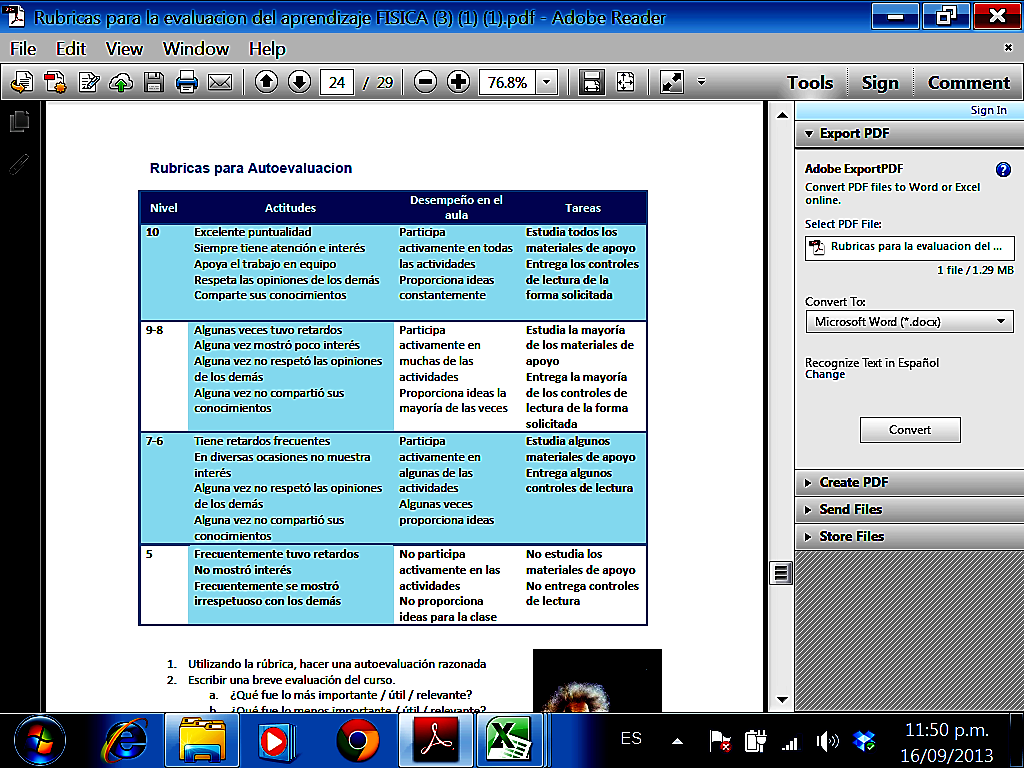 Rubricas para la evaluacion del aprendizaje FISICA (3) (1) (1).pdf - Adobe Reader
File Edit View Window Help
24 / 29 76.8% Tools Sign Comment
Sign In
Export PDF
Adobe ExportPDF
Convert PDF files to Word or Excel
online.
Select PDF File:
Rubricas para la evaluacion del ...
1 file / 1.29 MB
Convert To:
Microsoft Word (*.docx)
Recognize Text in Español
Change
Convert
Create PDF
Send Files
Store Files
Rubricas para Autoevaluacion
Nivel
Actitudes
Desempeño en el
aula
Tareas
10
Excelente puntualidad
Siempre tiene atención e interés
Apoya el trabajo en equipo
Respeta las opiniones de los demás
Comparte sus conocimientos
Participa
activamente en todas
las actividades
Proporciona ideas
constantemente
Estudia todos los
materiales de apoyo
Entrega los controles
de lectura de la
forma solicitada
9-8
Algunas veces tuvo retardos
Alguna vez mostró poco interés
Alguna vez no respetó las opiniones
de los demás
Alguna vez no compartió sus
conocimientos
Participa
activamente en
muchas de las
actividades
Proporciona ideas la
mayoría de las veces
Estudia la mayoría
de los materiales de
apoyo
Entrega la mayoría
de los controles de
lectura de la forma
solicitada
7-6
Tiene retardos frecuentes
En diversas ocasiones no muestra
interés
Alguna vez no respetó las opiniones
de los demás
Alguna vez no compartió sus
conocimientos
Participa
activamente en
algunas de las
actividades
Algunas veces
proporciona ideas
Estudia algunos
materiales de apoyo
Entrega algunos
controles de lectura
5
Frecuentemente tuvo retardos
No mostró interés
Frecuentemente se mostró
irrespetuoso con los demás
No participa
activamente en las
actividades
No proporciona
ideas para la clase
No estudia los
materiales de apoyo
No entrega controles
de lectura
1. Utilizando la rúbrica, hacer una autoevaluación razonada
2. Escribir una breve evaluación del curso.
a. ¿Qué fue lo más importante / útil / relevante?
b. ¿Qué fue lo menos importante / útil / relevante?
ES
11:50 p.m.
16/09/2013